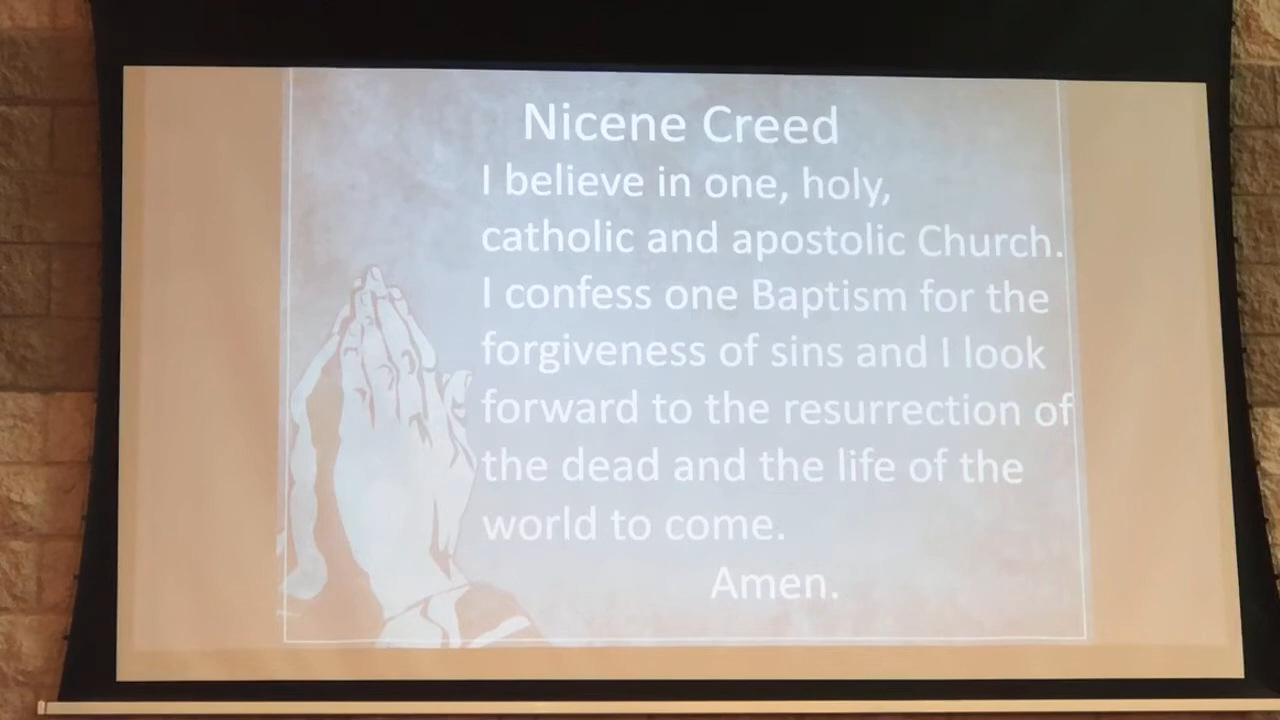 Nicene Creed
I believe in one, holy,
catholic and apostolic Church.
I confess one Baptism for the
forgiveness of sins and I look
forward to the resurrection of
the dead and the life of the
world to come.
Amen.